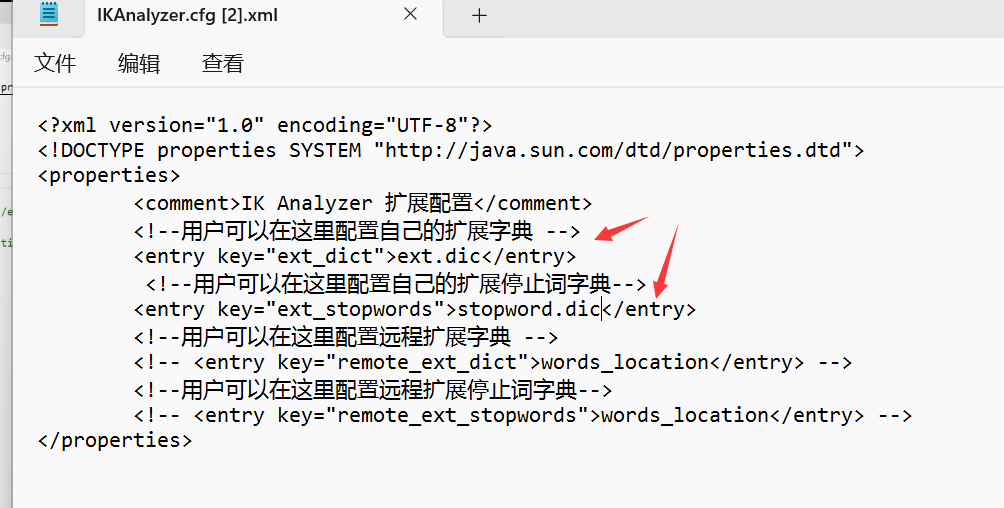 IKAnalyzer.cfg [2].xml
文件 编辑 查看
<?xml version="1.0" encoding="UTF-8"?>
<!DOCTYPE properties SYSTEM "http://java.sun.com/dtd/properties.dtd">
<properties>
<comment>IK Analyzer 扩展配置</comment>
<!--用户可以在这里配置自己的扩展字典 -->
<entry key="ext_dict">ext.dic</entry>
<!--用户可以在这里配置自己的扩展停止词字典-->
<entry key="ext_stopwords">stopword.dic</entry>
<!--用户可以在这里配置远程扩展字典 -->
<!-- <entry key="remote_ext_dict">words_location</entry> -->
<!--用户可以在这里配置远程扩展停止词字典-->
<!-- <entry key="remote_ext_stopwords">words_location</entry> -->
</properties>